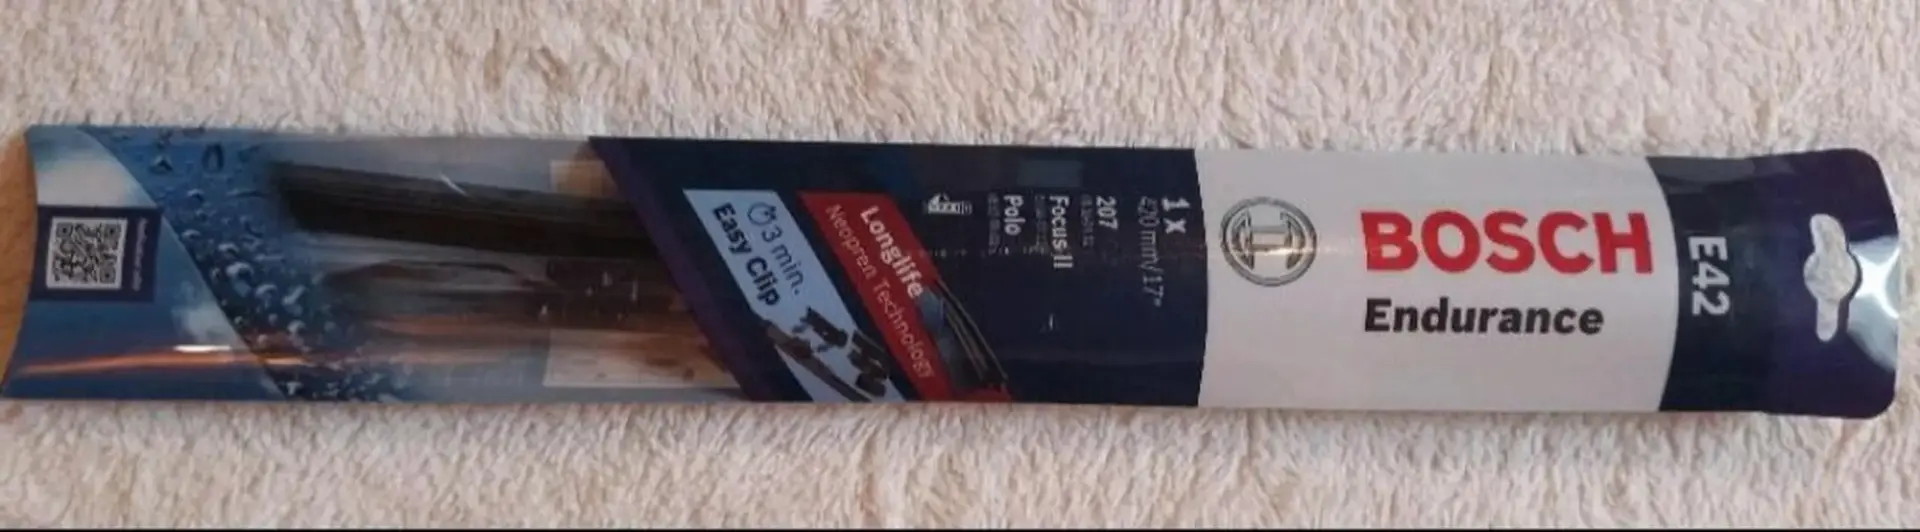 BOSCH
Endurance
E42
1 x
420 mm/17"
207
Focus II
Polo
Longlife
Neopren Technology
3 min.
Easy Clip